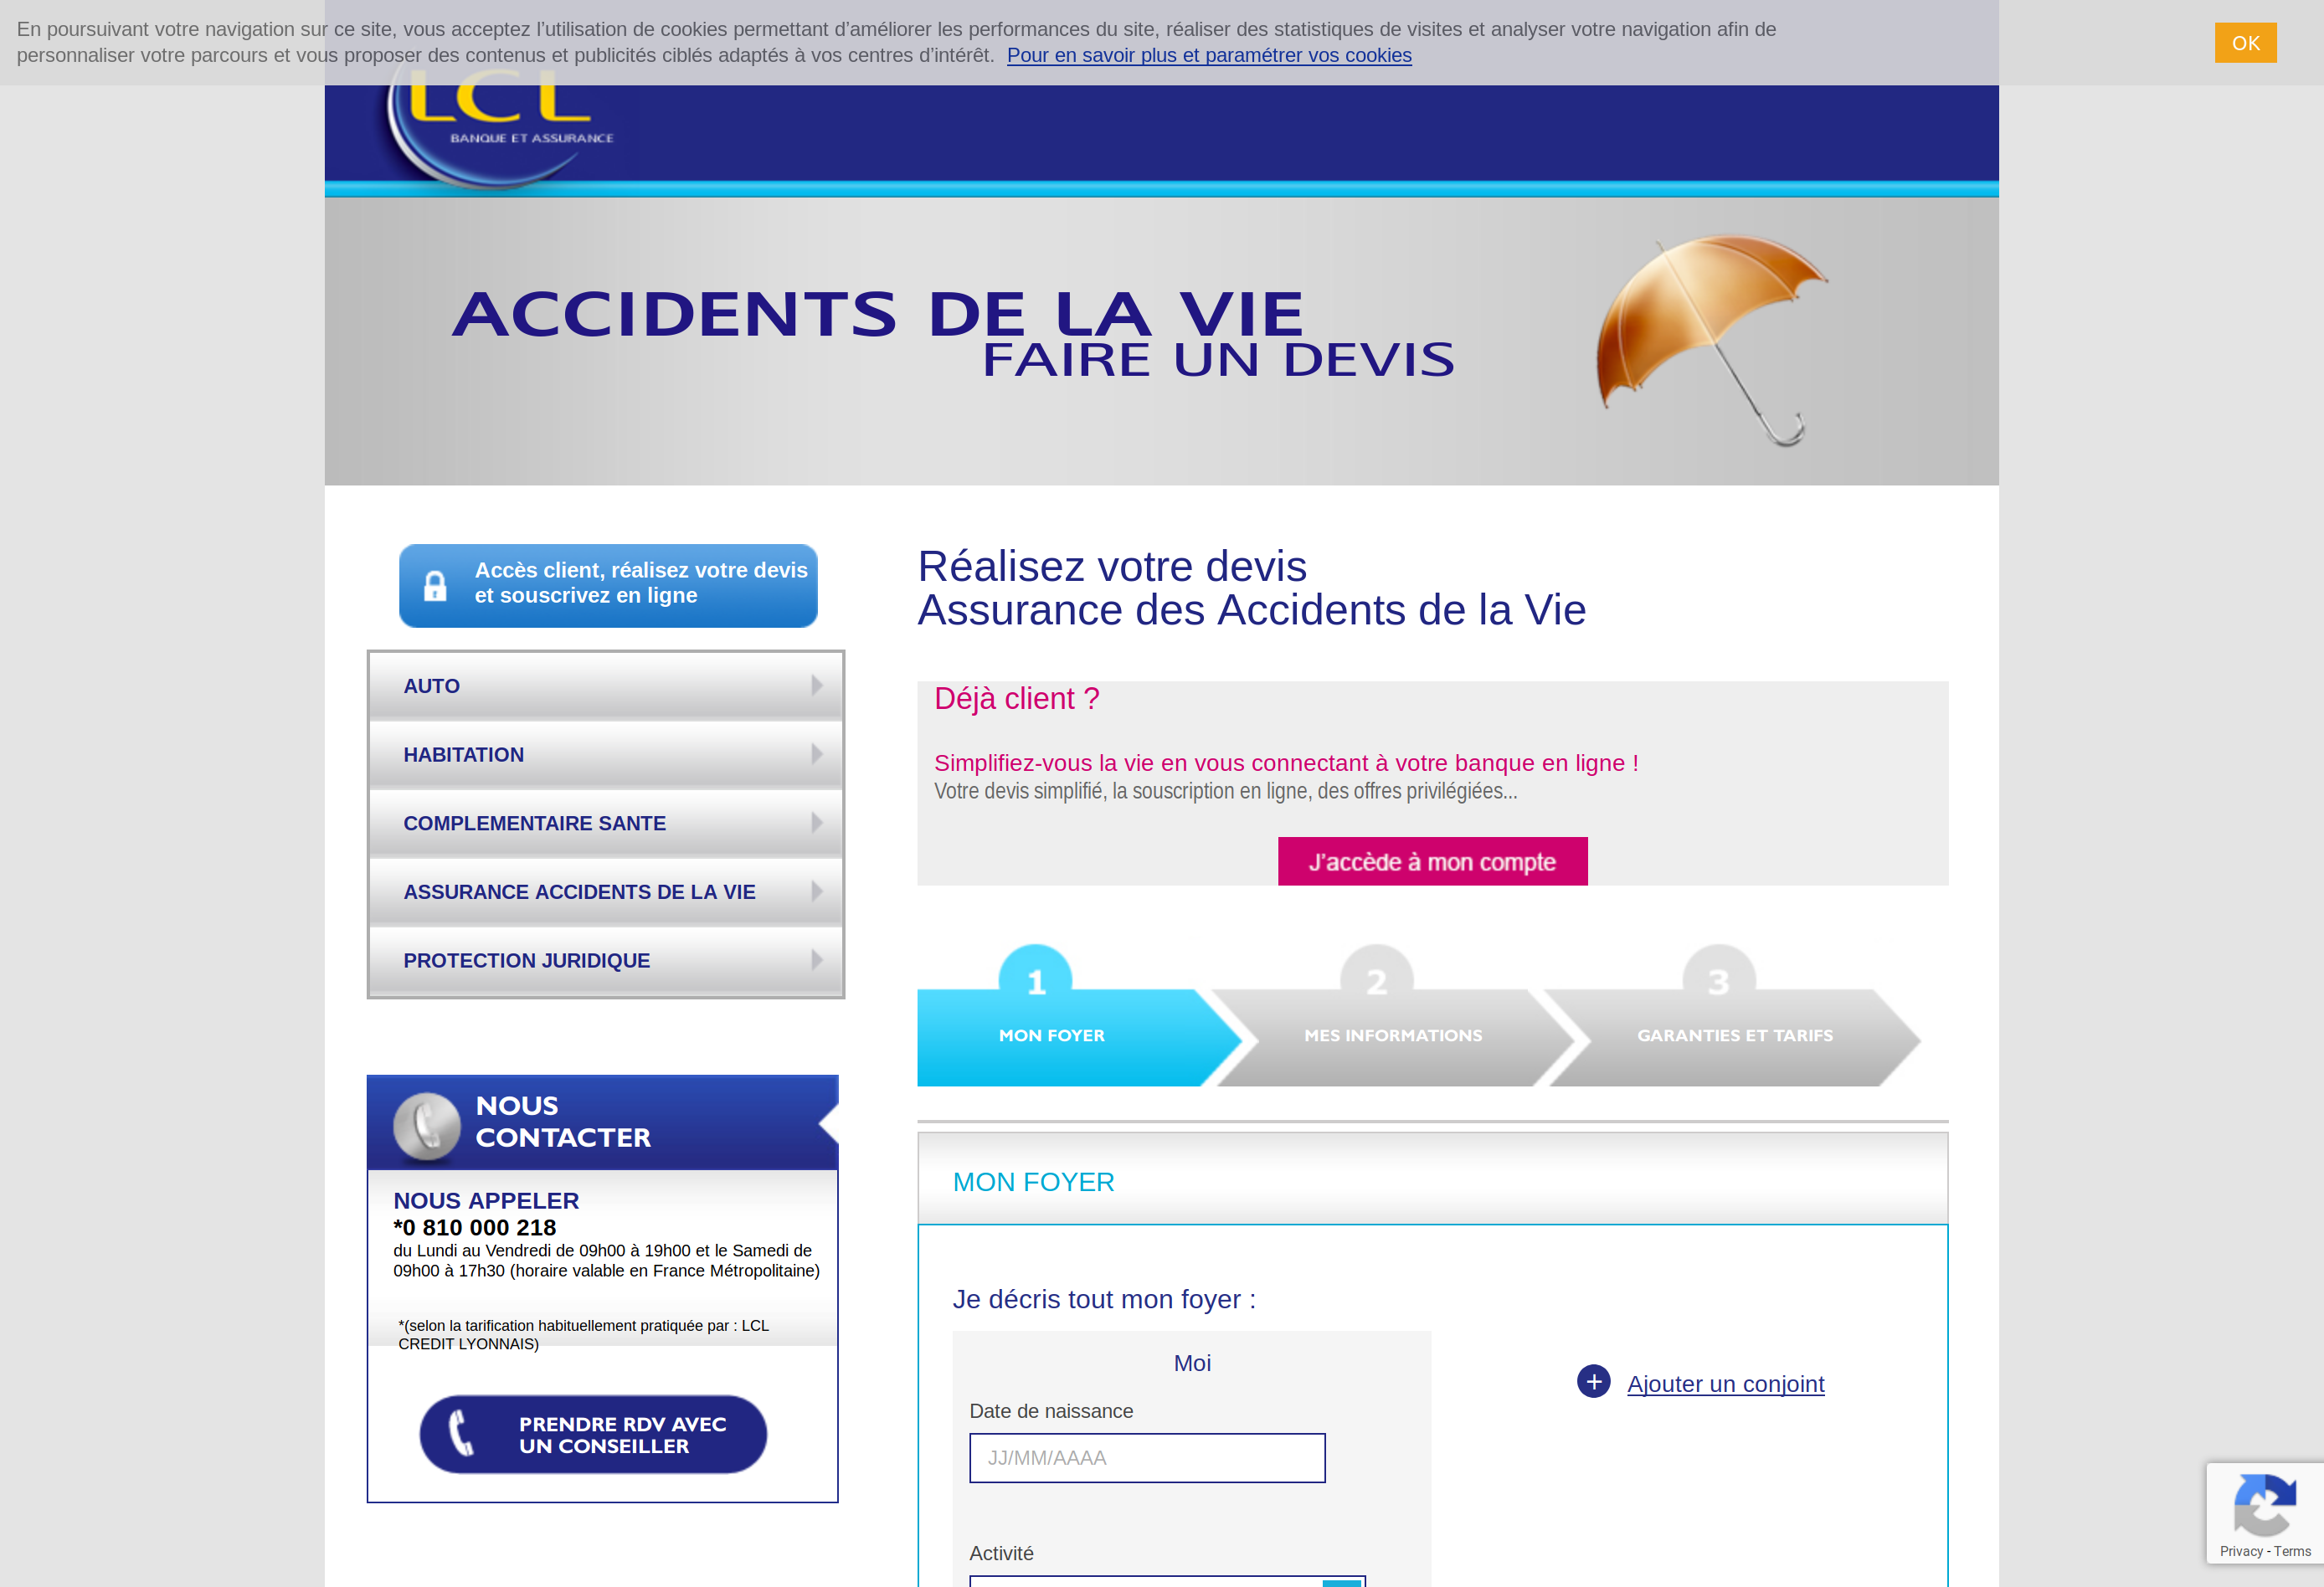 En poursuivant votre navigation sur ce site, vous acceptez l’utilisation de cookies permettant d’améliorer les performances du site, réaliser des statistiques de visites et analyser votre navigation afin de
personnaliser votre parcours et vous proposer des contenus et publicités ciblés adaptés à vos centres d’intérêt. Pour en savoir plus et paramétrer vos cookies
OK
LCL
BANQUE ET ASSURANCE
ACCIDENTS DE LA VIE
FAIRE UN DEVIS
Accès client, réalisez votre devis
et souscrivez en ligne
AUTO
HABITATION
COMPLEMENTAIRE SANTE
ASSURANCE ACCIDENTS DE LA VIE
PROTECTION JURIDIQUE
NOUS
CONTACTER
NOUS APPELER
*0 810 000 218
du Lundi au Vendredi de 09h00 à 19h00 et le Samedi de
09h00 à 17h30 (horaire valable en France Métropolitaine)
*(selon la tarification habituellement pratiquée par : LCL
CREDIT LYONNAIS)
PRENDRE RDV AVEC
UN CONSEILLER
Réalisez votre devis
Assurance des Accidents de la Vie
Déjà client ?
Simplifiez-vous la vie en vous connectant à votre banque en ligne !
Votre devis simplifié, la souscription en ligne, des offres privilégiées...
J'accède à mon compte
1
2
3
MON FOYER
MES INFORMATIONS
GARANTIES ET TARIFS
MON FOYER
Je décris tout mon foyer :
Moi
Date de naissance
JJ/MM/AAAA
Activité
Ajouter un conjoint
Privacy - Terms